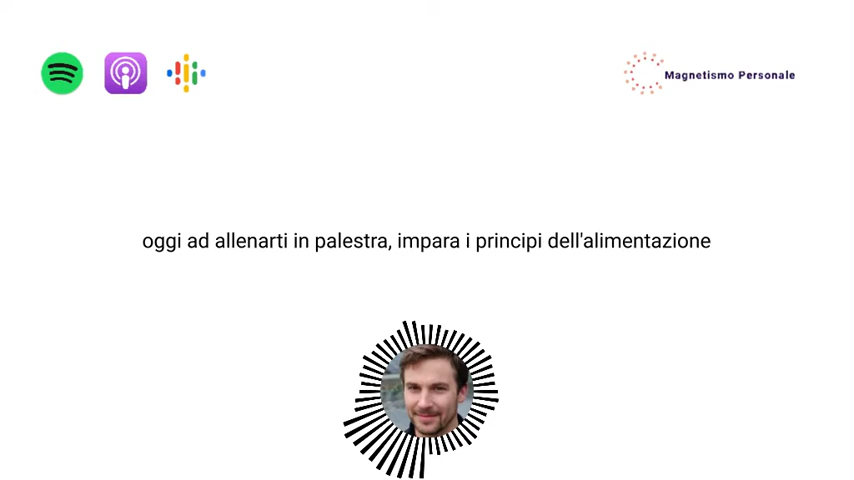 Magnetismo Personale
oggi ad allenarti in palestra, impara i principi dell'alimentazione